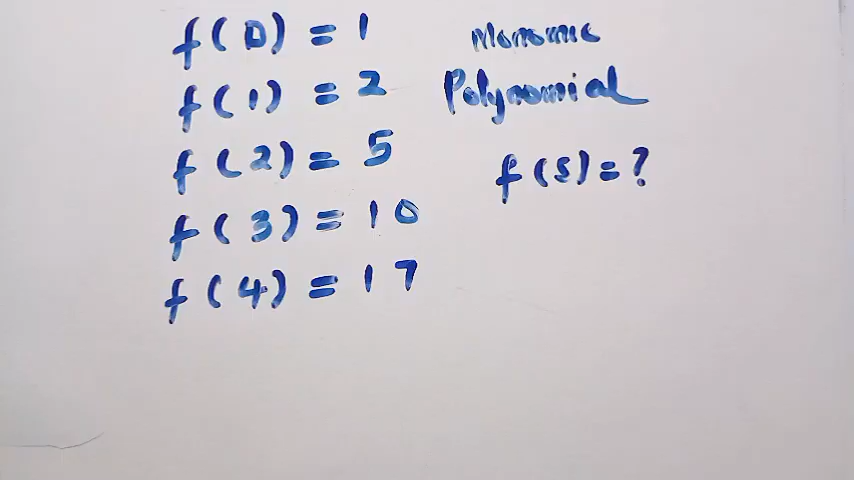 f(0) = 1
f(1) = 2
f(2) = 5
f(3) = 10
f(4) = 17
Monomic
Polynomial
f(5) = ?